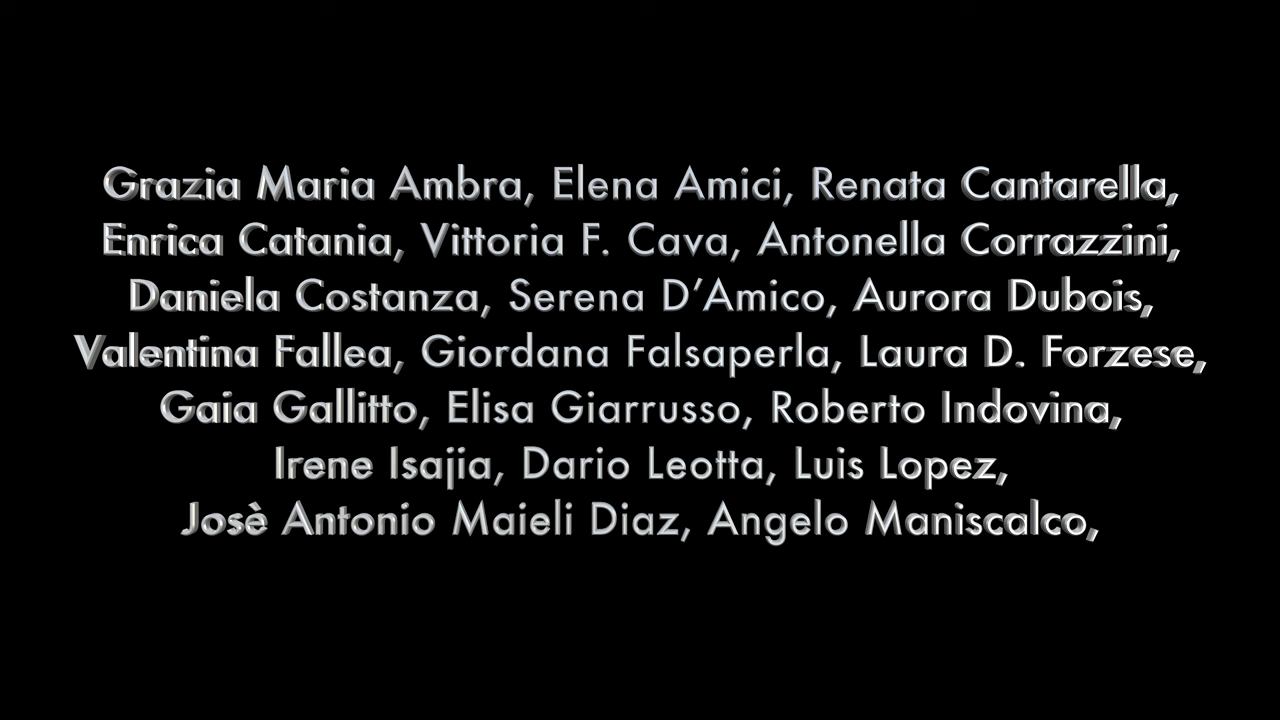 Grazia Maria Ambra, Elena Amici, Renata Cantarella,
Enrica Catania, Vittoria F. Cava, Antonella Corrazzini,
Daniela Costanza, Serena D’Amico, Aurora Dubois,
Valentina Fallea, Giordana Falsaperla, Laura D. Forzese,
Gaia Gallitto, Elisa Giarrusso, Roberto Indovina,
Irene Isajia, Dario Leotta, Luis Lopez,
Josè Antonio Maieli Diaz, Angelo Maniscalco,